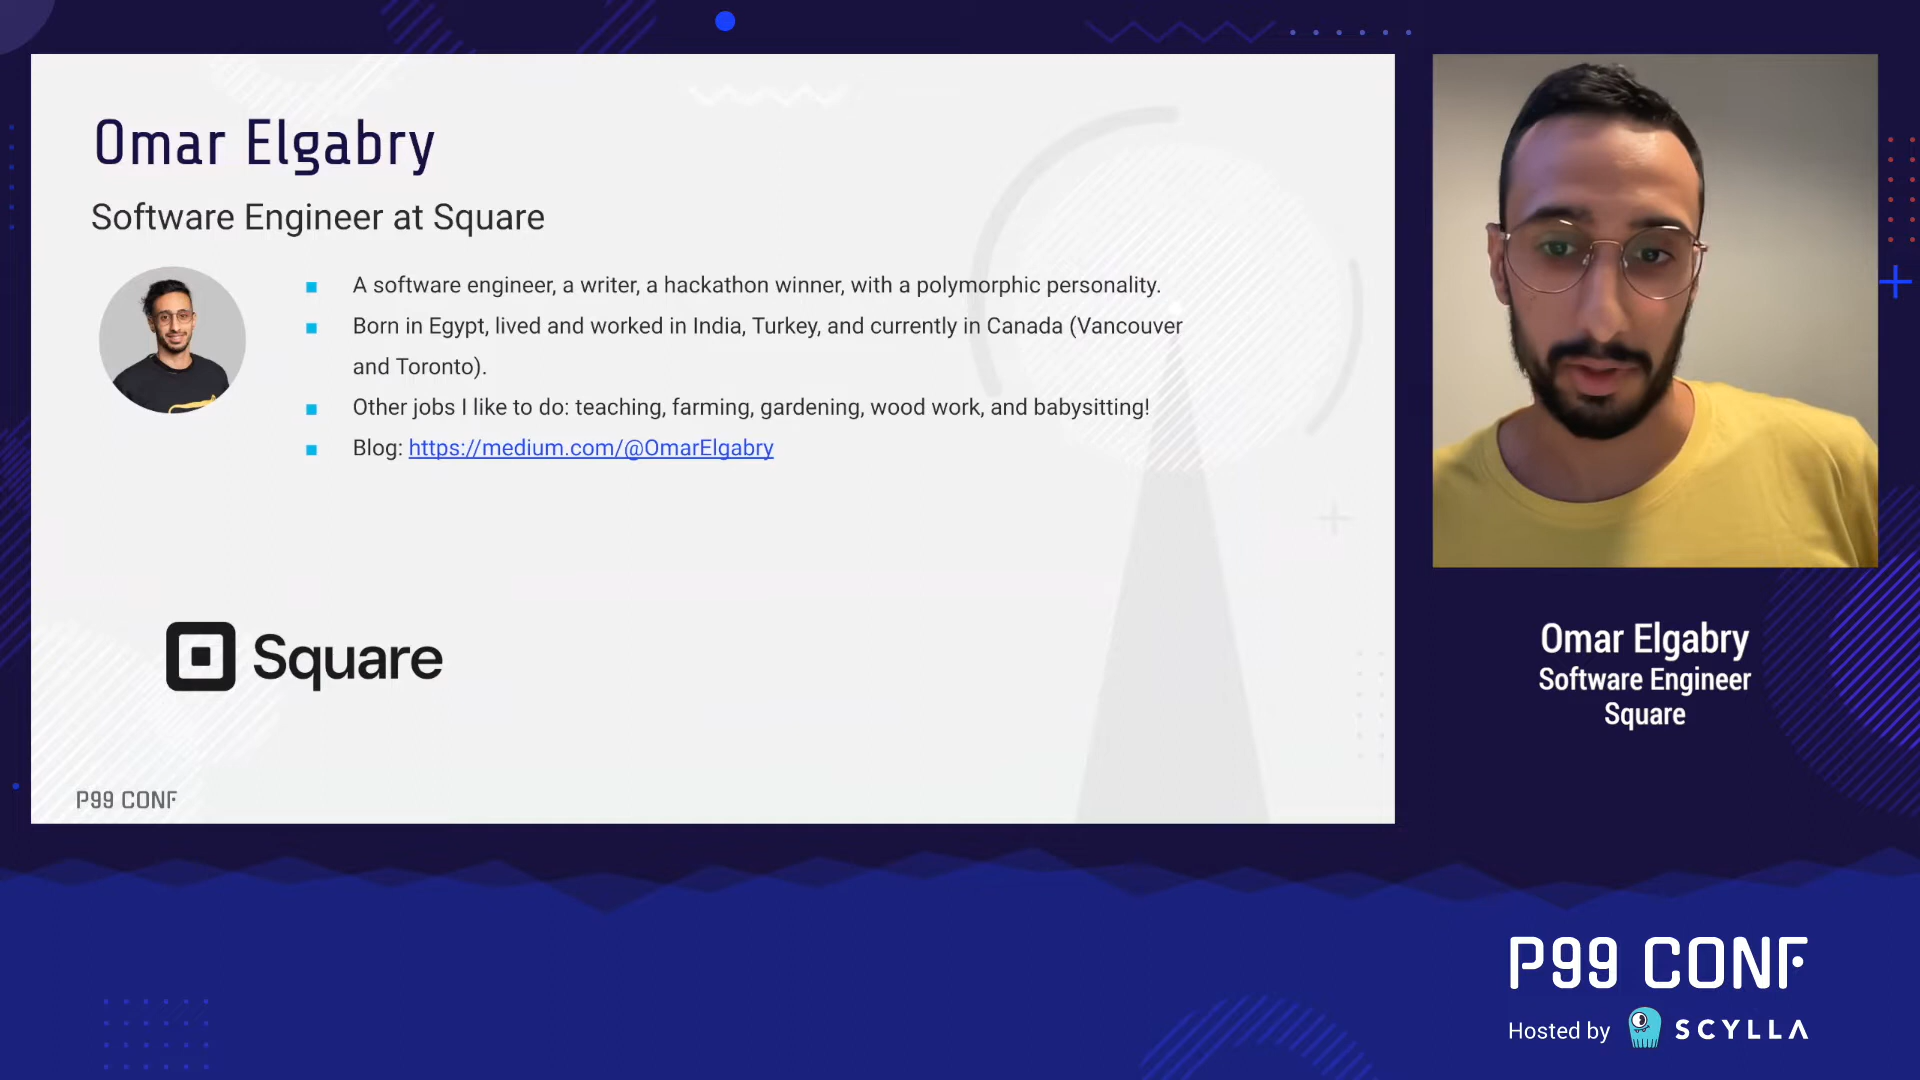 Omar Elgabry
Software Engineer at Square
A software engineer, a writer, a hackathon winner, with a polymorphic personality.
Born in Egypt, lived and worked in India, Turkey, and currently in Canada (Vancouver
and Toronto).
Other jobs I like to do: teaching, farming, gardening, wood work, and babysitting!
Blog: https://medium.com/@OmarElgabry
Square
P99 CONF
Omar Elgabry
Software Engineer
Square
P99 CONF
Hosted by SCYLLA